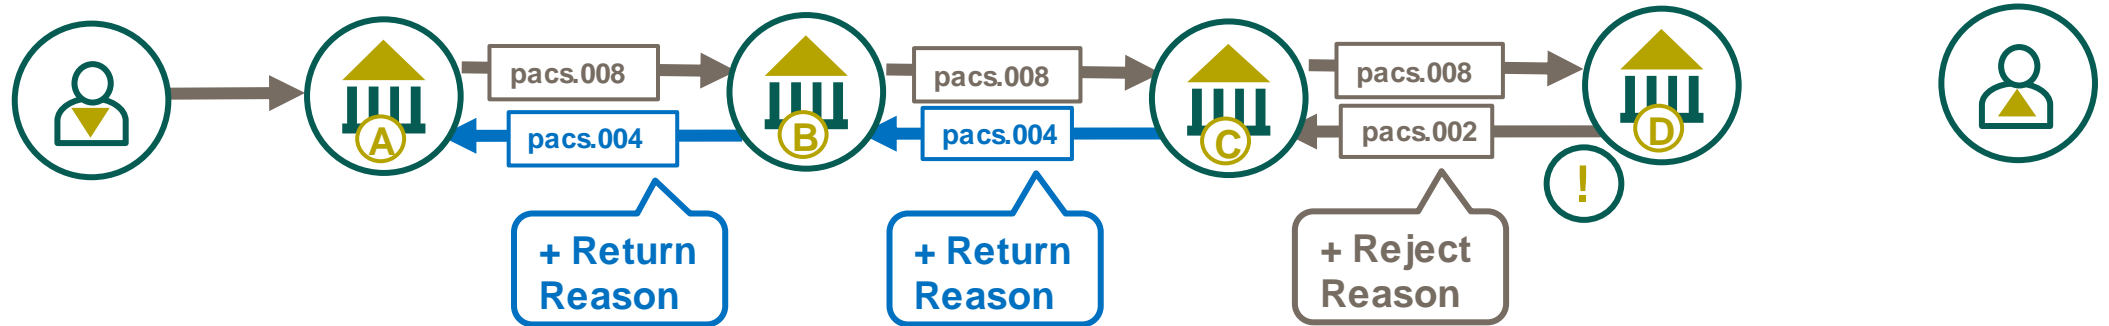 pacs.008
pacs.008
pacs.008
A
pacs.004
B
pacs.004
C
pacs.002
D
!
+ Return
Reason
+ Return
Reason
+ Reject
Reason